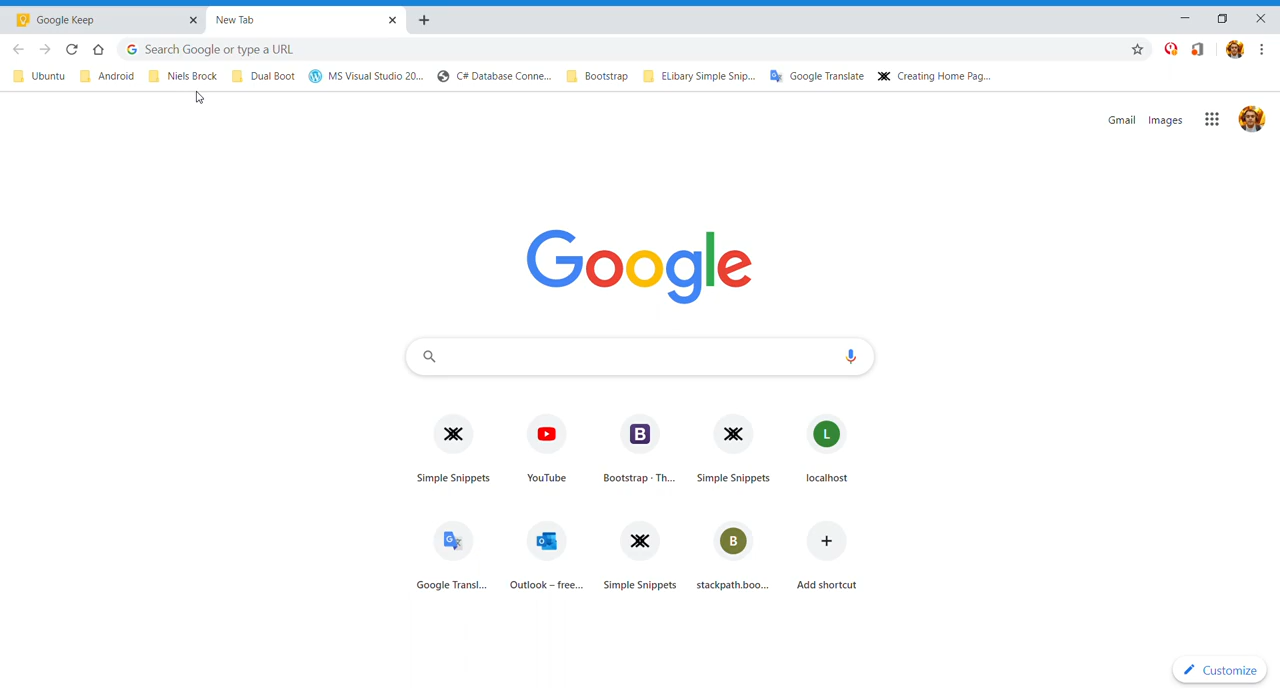 Google Keep New Tab
Search Google or type a URL
Ubuntu Android Niels Brock Dual Boot MS Visual Studio 20... C# Database Conne... Bootstrap ELibary Simple Snip... Google Translate Creating Home Pag...
Gmail Images
Google
B L
Simple Snippets YouTube Bootstrap · Th... Simple Snippets localhost
B
Google Transl... Outlook – free... Simple Snippets stackpath.boo... Add shortcut
Customize